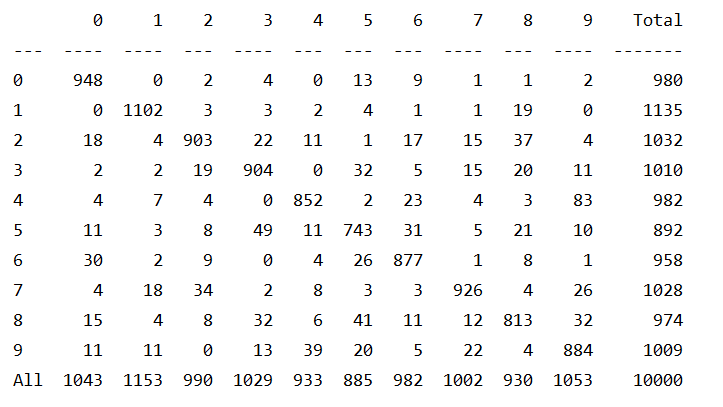 0 1 2 3 4 5 6 7 8 9 Total
--- ---- ---- --- ---- --- --- --- ---- --- ---- -------
0 948 0 2 4 0 13 9 1 1 2 980
1 0 1102 3 3 2 4 1 1 19 0 1135
2 18 4 903 22 11 1 17 15 37 4 1032
3 2 2 19 904 0 32 5 15 20 11 1010
4 4 7 4 0 852 2 23 4 3 83 982
5 11 3 8 49 11 743 31 5 21 10 892
6 30 2 9 0 4 26 877 1 8 1 958
7 4 18 34 2 8 3 3 926 4 26 1028
8 15 4 8 32 6 41 11 12 813 32 974
9 11 11 0 13 39 20 5 22 4 884 1009
All 1043 1153 990 1029 933 885 982 1002 930 1053 10000